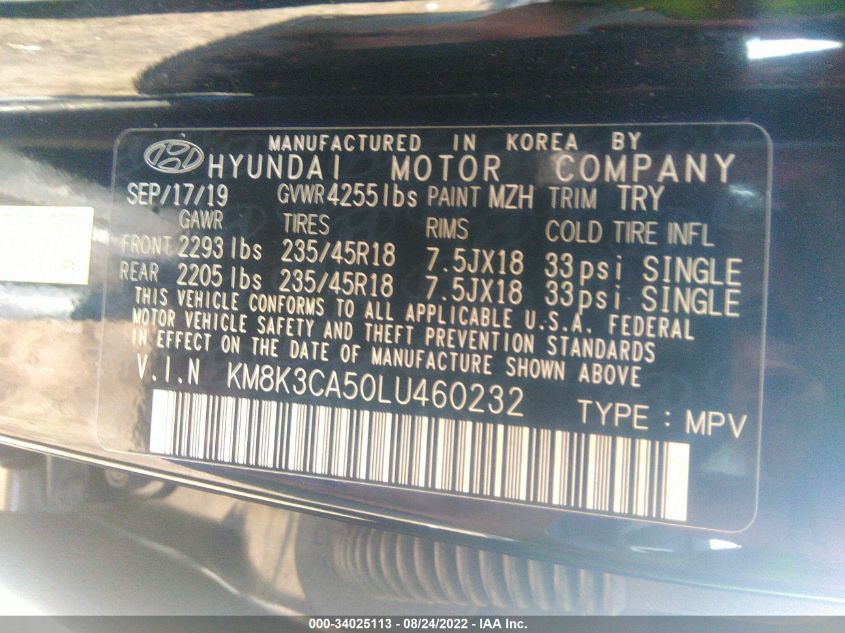 MANUFACTURED IN KOREA BY
HYUNDAI MOTOR COMPANY
SEP/17/19 GVWR 4255 lbs PAINT MZH TRIM TRY
GAWR TIRES RIMS COLD TIRE INFL
FRONT 2293 lbs 235/45R18 7.5JX18 33psi SINGLE
REAR 2205 lbs 235/45R18 7.5JX18 33psi SINGLE
THIS VEHICLE CONFORMS TO ALL APPLICABLE U.S.A. FEDERAL
MOTOR VEHICLE SAFETY AND THEFT PREVENTION STANDARDS
IN EFFECT ON THE DATE OF MANUFACTURE SHOWN ABOVE
V.I.N KM8K3CA50LU460232 TYPE : MPV
000-34025113 - 08/24/2022 - IAA Inc.